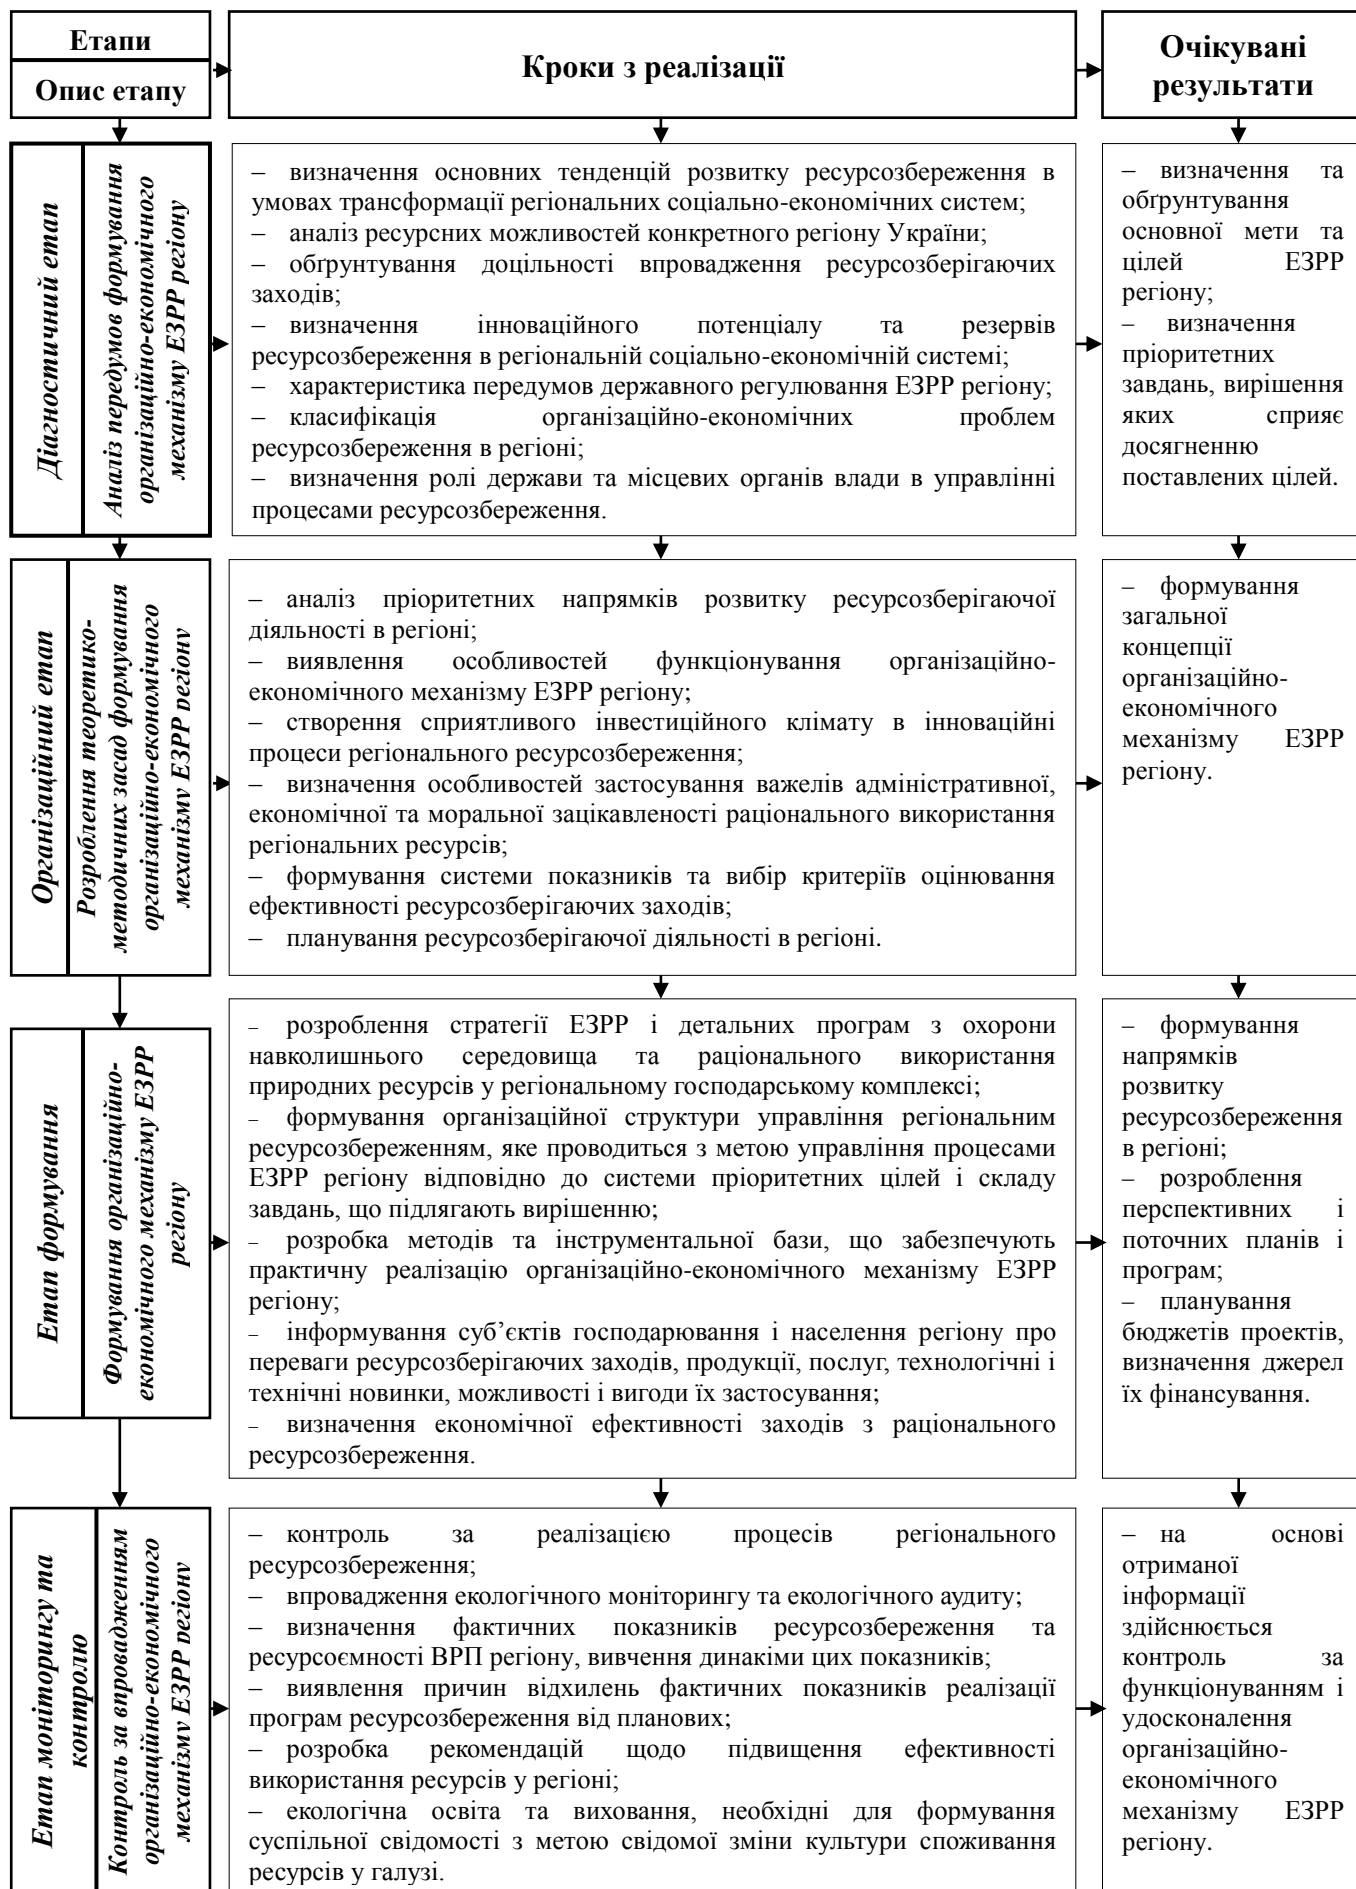 Етапи
Опис етапу
Кроки з реалізації
Очікувані
результати
Діагностичний етап
Аналіз передумов формування
організаційно-економічного
механізму ЕЗРР регіону
– визначення основних тенденцій розвитку ресурсозбереження в
умовах трансформації регіональних соціально-економічних систем;
– аналіз ресурсних можливостей конкретного регіону України;
– обґрунтування доцільності впровадження ресурсозберігаючих
заходів;
– визначення інноваційного потенціалу та резервів
ресурсозбереження в регіональній соціально-економічній системі;
– характеристика передумов державного регулювання ЕЗРР регіону;
– класифікація організаційно-економічних проблем
ресурсозбереження в регіоні;
– визначення ролі держави та місцевих органів влади в управлінні
процесами ресурсозбереження.
– визначення та
обґрунтування
основної мети та
цілей ЕЗРР
регіону;
– визначення
пріоритетних
завдань, вирішення
яких сприяє
досягненню
поставлених цілей.
Організаційний етап
Розроблення теоретико-
методичних засад формування
організаційно-економічного
механізму ЕЗРР регіону
– аналіз пріоритетних напрямків розвитку ресурсозберігаючої
діяльності в регіоні;
– виявлення особливостей функціонування організаційно-
економічного механізму ЕЗРР регіону;
– створення сприятливого інвестиційного клімату в інноваційні
процеси регіонального ресурсозбереження;
– визначення особливостей застосування важелів адміністративної,
економічної та моральної зацікавленості раціонального використання
регіональних ресурсів;
– формування системи показників та вибір критеріїв оцінювання
ефективності ресурсозберігаючих заходів;
– планування ресурсозберігаючої діяльності в регіоні.
– формування
загальної
концепції
організаційно-
економічного
механізму ЕЗРР
регіону.
Етап формування
Формування організаційно-
економічного механізму ЕЗРР
регіону
– розроблення стратегії ЕЗРР і детальних програм з охорони
навколишнього середовища та раціонального використання
природних ресурсів у регіональному господарському комплексі;
– формування організаційної структури управління регіональним
ресурсозбереженням, яке проводиться з метою управління процесами
ЕЗРР регіону відповідно до системи пріоритетних цілей і складу
завдань, що підлягають вирішенню;
– розробка методів та інструментальної бази, що забезпечують
практичну реалізацію організаційно-економічного механізму ЕЗРР
регіону;
– інформування суб’єктів господарювання і населення регіону про
переваги ресурсозберігаючих заходів, продукції, послуг, технологічні і
технічні новинки, можливості і вигоди їх застосування;
– визначення економічної ефективності заходів з раціонального
ресурсозбереження.
– формування
напрямків
розвитку
ресурсозбереження
в регіоні;
– розроблення
перспективних і
поточних планів і
програм;
– планування
бюджетів проектів,
визначення джерел
їх фінансування.
Етап моніторингу та
контролю
Контроль за впровадженням
організаційно-економічного
механізму ЕЗРР регіону
– контроль за реалізацією процесів регіонального
ресурсозбереження;
– впровадження екологічного моніторингу та екологічного аудиту;
– визначення фактичних показників ресурсозбереження та
ресурсоємності ВРП регіону, вивчення динакіми цих показників;
– виявлення причин відхилень фактичних показників реалізації
програм ресурсозбереження від планових;
– розробка рекомендацій щодо підвищення ефективності
використання ресурсів у регіоні;
– екологічна освіта та виховання, необхідні для формування
суспільної свідомості з метою свідомої зміни культури споживання
ресурсів у галузі.
– на основі
отриманої
інформації
здійснюється
контроль за
функціонуванням і
удосконалення
організаційно-
економічного
механізму ЕЗРР
регіону.